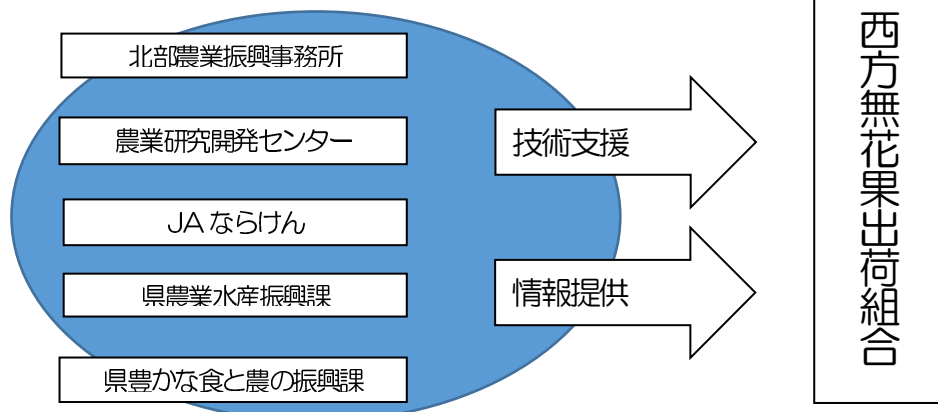 北部農業振興事務所
農業研究開発センター
JAならけん
県農業水産振興課
県豊かな食と農の振興課
技術支援
情報提供
西方無花果出荷組合